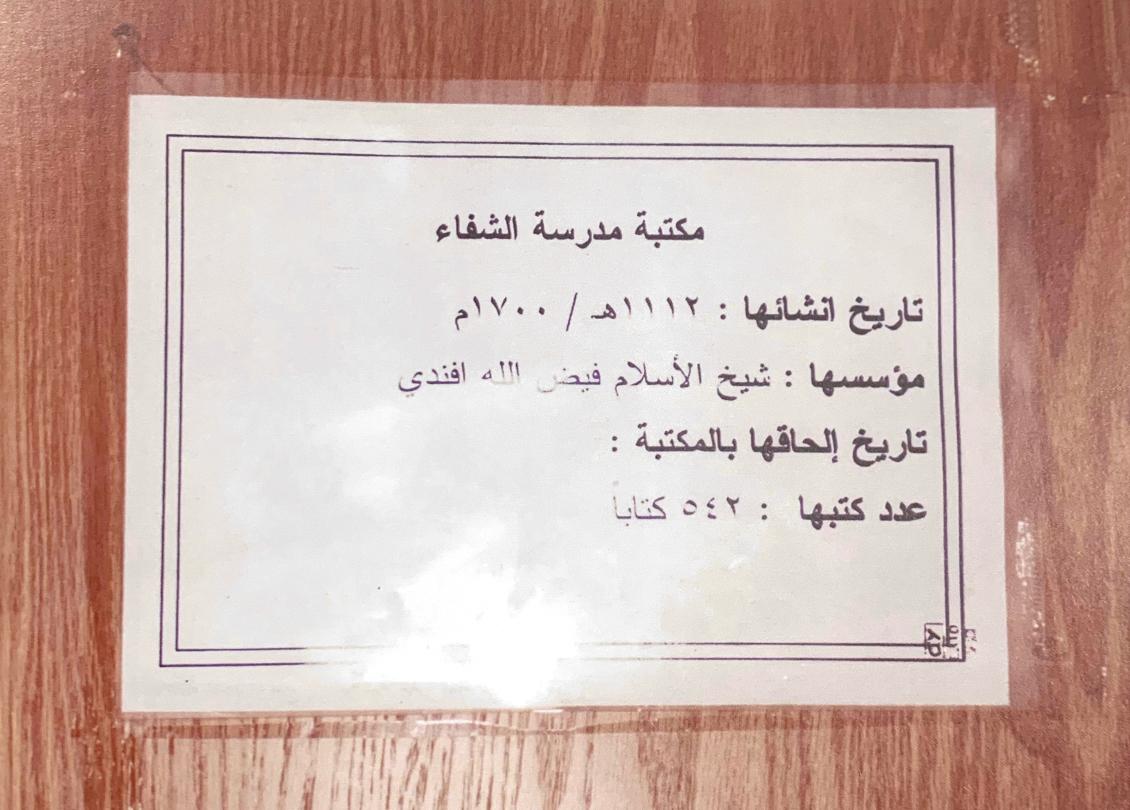 مكتبة مدرسة الشفاء
تاريخ انشائها : ١١١٢هـ / ١٧٠٠م
مؤسسها : شيخ الأسلام فيض الله افندي
تاريخ إلحاقها بالمكتبة :
عدد كتبها : ٥٤٢ كتاباً